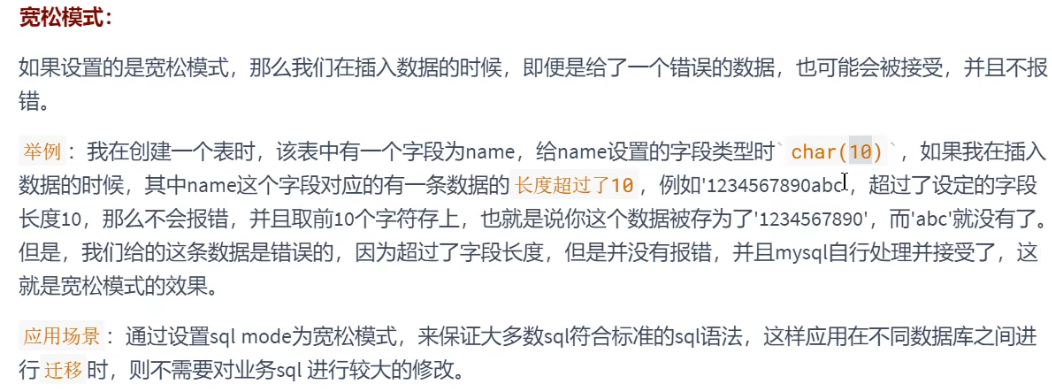 宽松模式：
如果设置的是宽松模式，那么我们在插入数据的时候，即便是给了一个错误的数据，也可能会被接受，并且不报
错。
举例：我在创建一个表时，该表中有一个字段为name，给name设置的字段类型时`char(10)`，如果我在插入
数据的时候，其中name这个字段对应的有一条数据的长度超过了10，例如'1234567890abc'，超过了设定的字段
长度10，那么不会报错，并且取前10个字符存上，也就是说你这个数据被存为了'1234567890'，而'abc'就没有了。
但是，我们给的这条数据是错误的，因为超过了字段长度，但是并没有报错，并且mysql自行处理并接受了，这
就是宽松模式的效果。
应用场景：通过设置sql mode为宽松模式，来保证大多数sql符合标准的sql语法，这样应用在不同数据库之间进
行迁移时，则不需要对业务sql 进行较大的修改。